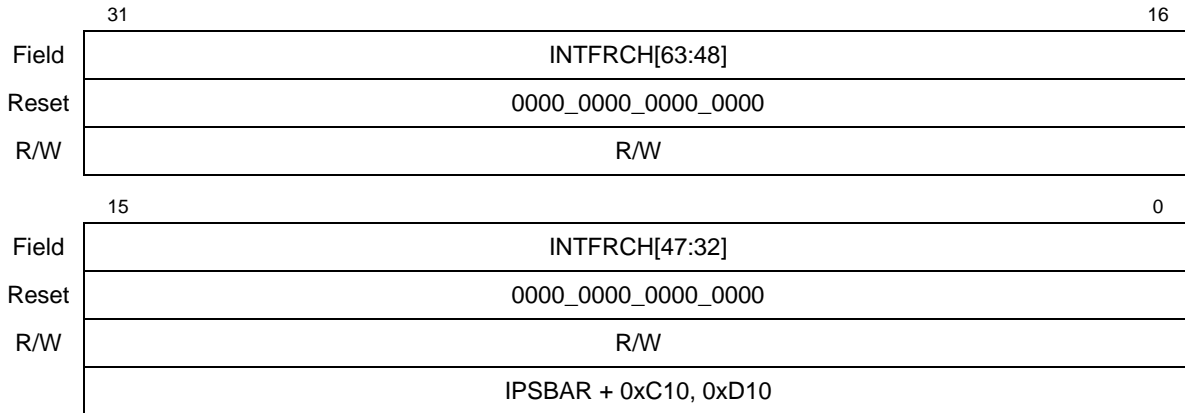 31 16
Field INTFRCH[63:48]
Reset 0000_0000_0000_0000
R/W R/W
15 0
Field INTFRCH[47:32]
Reset 0000_0000_0000_0000
R/W R/W
IPSBAR + 0xC10, 0xD10